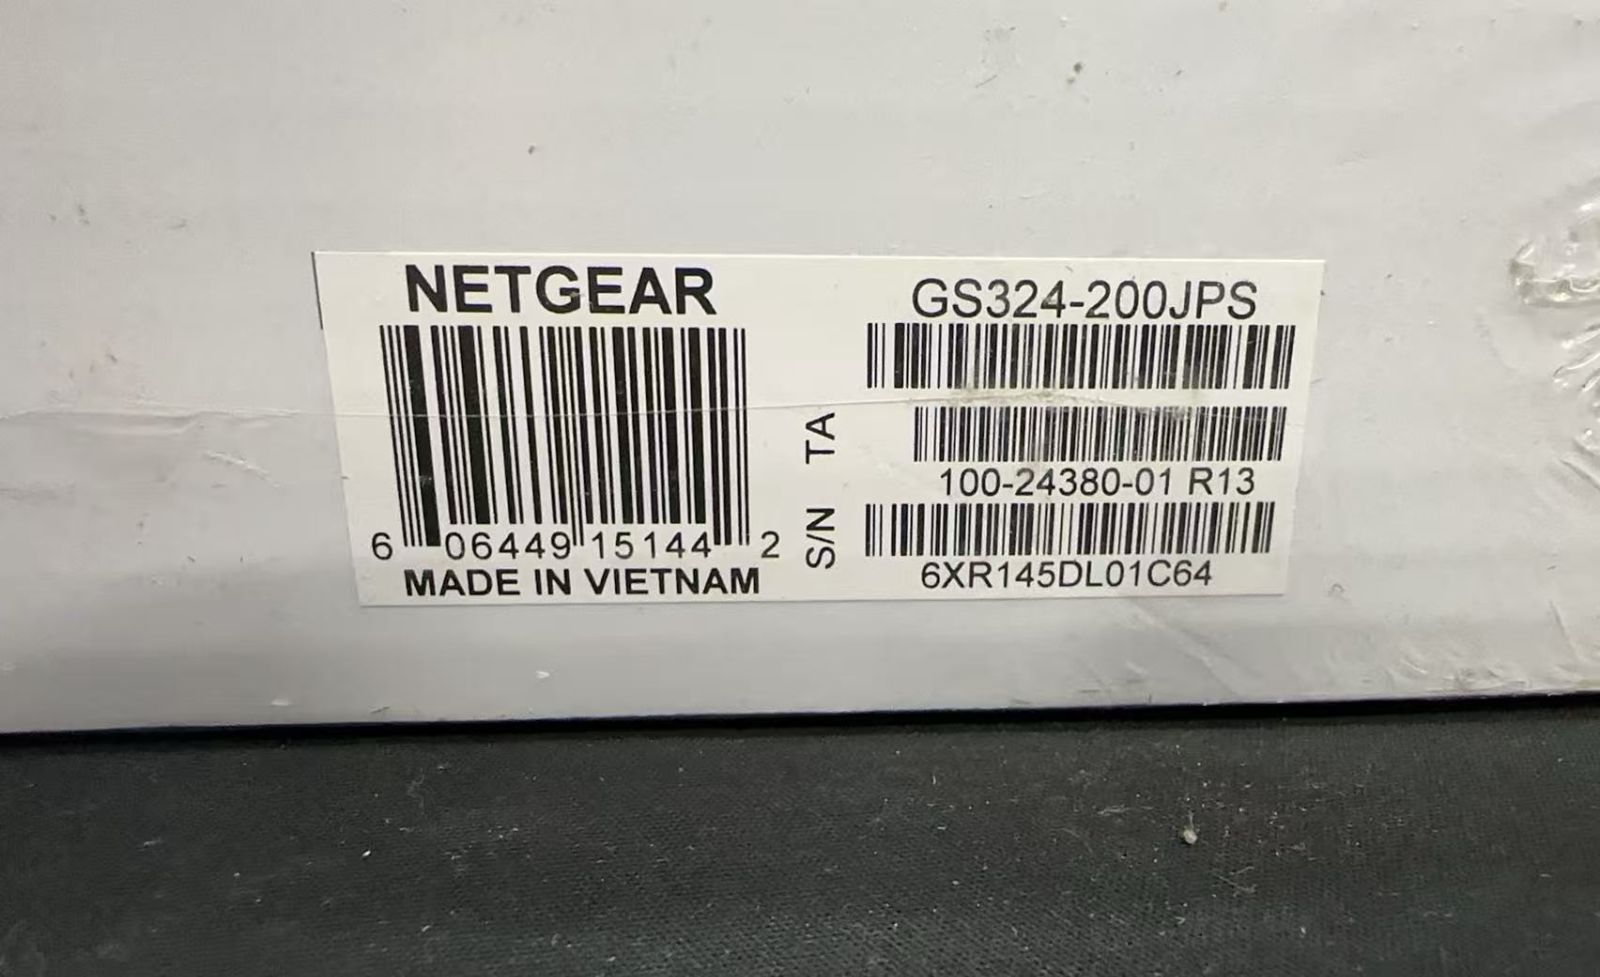 NETGEAR
6 06449 15144 2
MADE IN VIETNAM
GS324-200JPS
TA
100-24380-01 R13
S/N
6XR145DL01C64